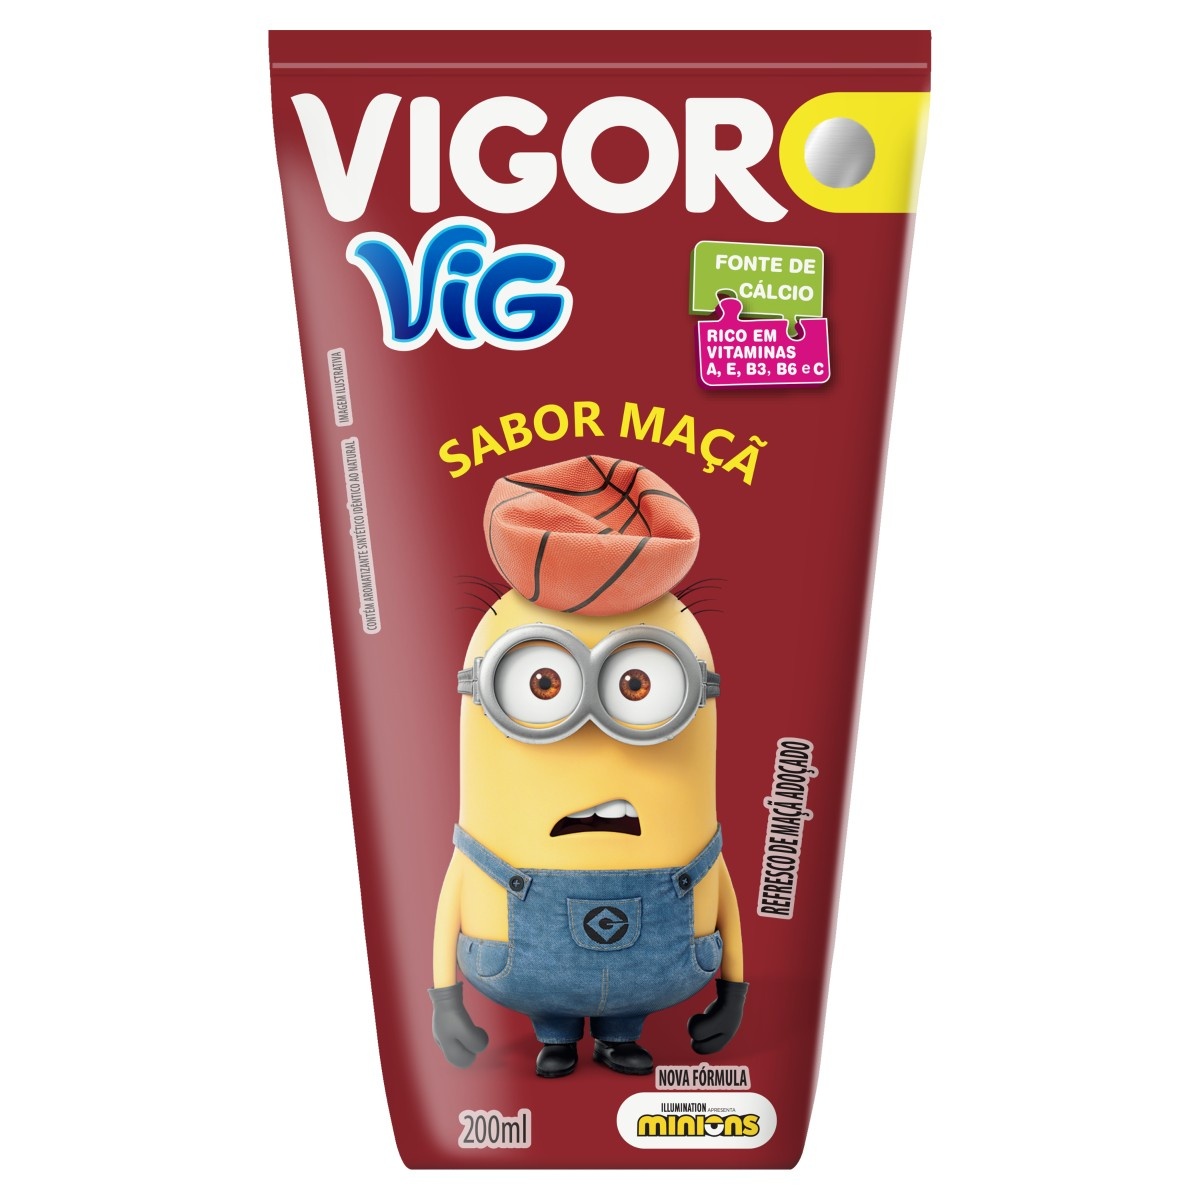 VIGOR
ViG
FONTE DE
CÁLCIO
RICO EM
VITAMINAS
A, E, B3, B6 e C
IMAGEM ILUSTRATIVA
CONTÉM AROMATIZANTE SINTÉTICO IDÊNTICO AO NATURAL
SABOR MAÇÃ
G
REFRESCO DE MAÇÃ ADOÇADO
NOVA FÓRMULA
ILLUMINATION APRESENTA
minions
200ml